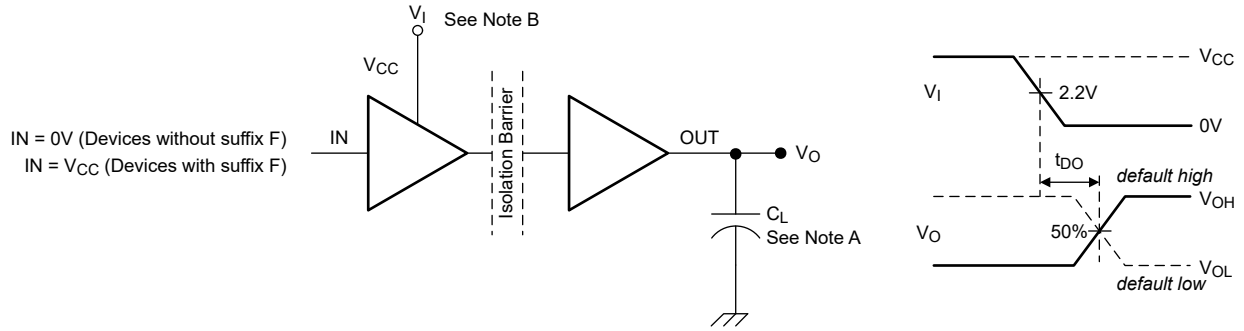 V_I
See Note B
V_CC
Isolation Barrier
IN = 0V (Devices without suffix F)
IN = V_CC (Devices with suffix F)
IN
OUT
V_O
C_L
See Note A
V_I
V_CC
2.2V
0V
t_DO
default high
V_OH
V_O
50%
V_OL
default low